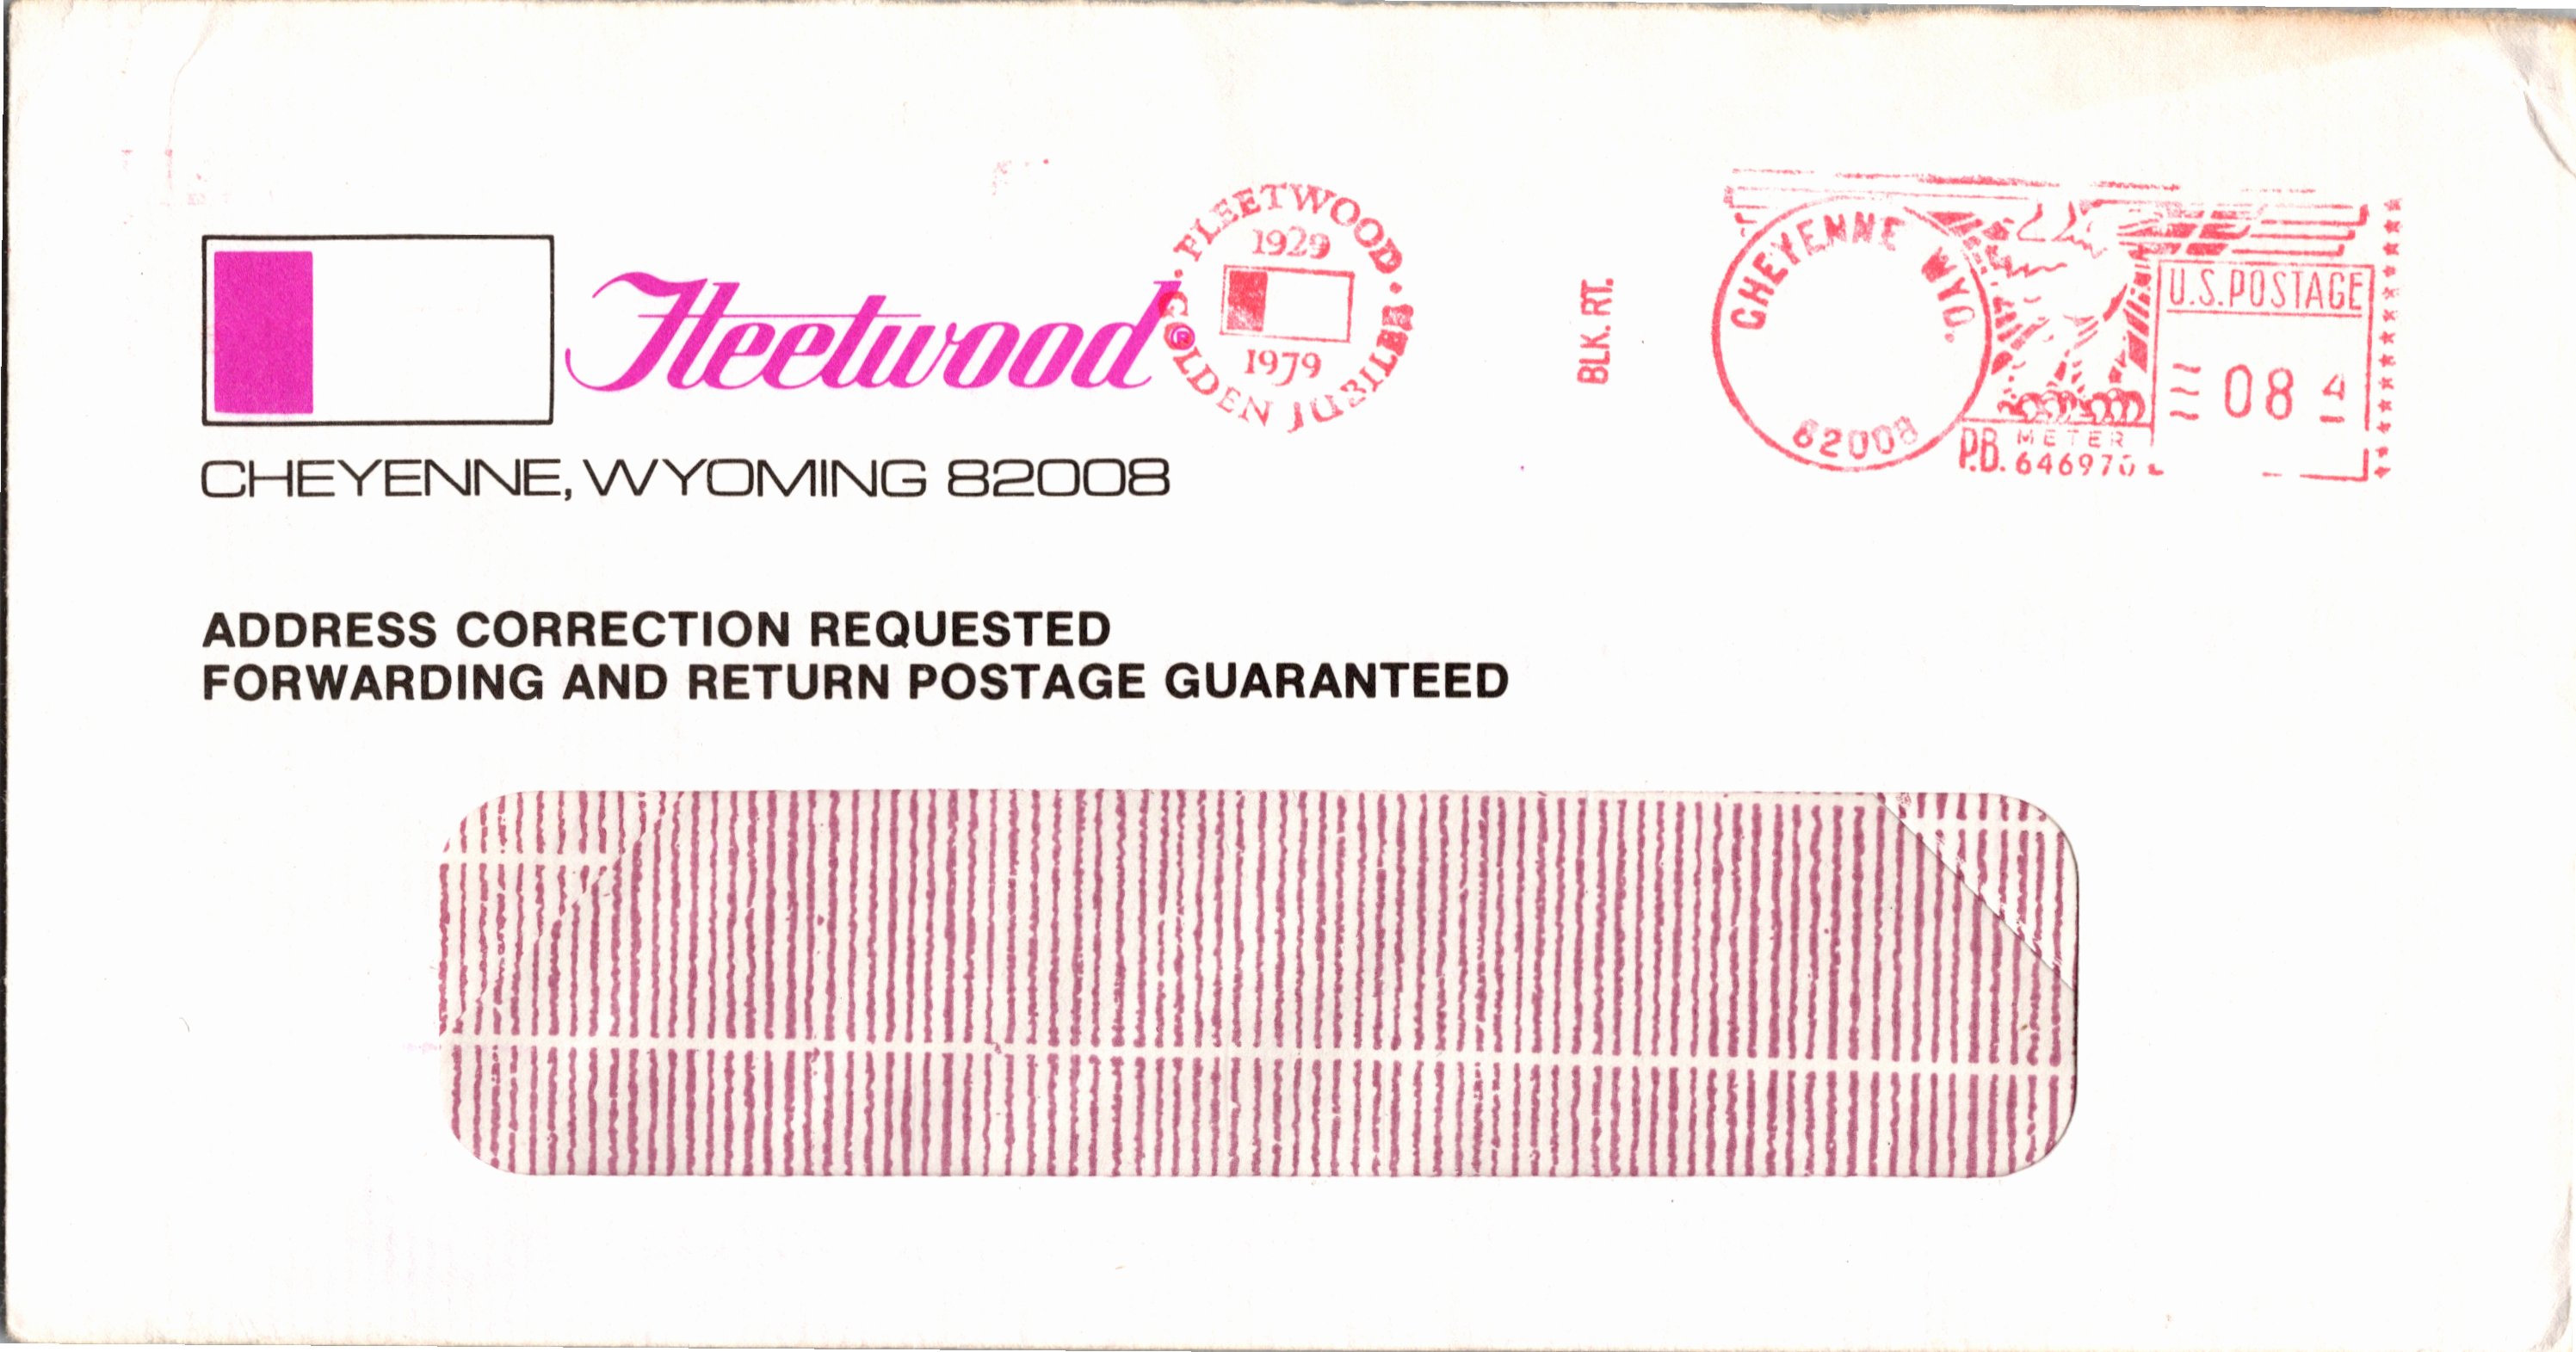 Fleetwood®
CHEYENNE, WYOMING 82008
· FLEETWOOD · GOLDEN JUBILEE
1929
1979
BLK. RT.
CHEYENNE WYO.
82008
U.S. POSTAGE
08 4
P.B. METER
646970
ADDRESS CORRECTION REQUESTED
FORWARDING AND RETURN POSTAGE GUARANTEED